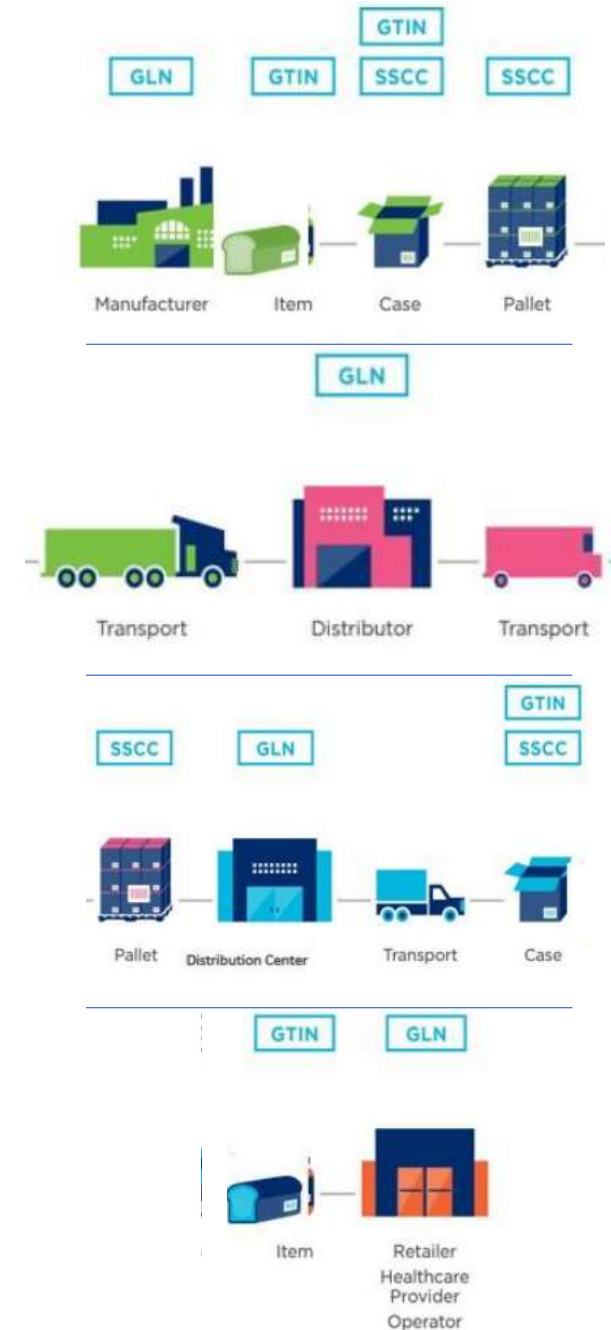 GTIN
GLN GTIN SSCC SSCC
Manufacturer Item Case Pallet
GLN
Transport Distributor Transport
GTIN
SSCC GLN SSCC
Pallet Distribution Center Transport Case
GTIN GLN
Item Retailer
Healthcare
Provider
Operator